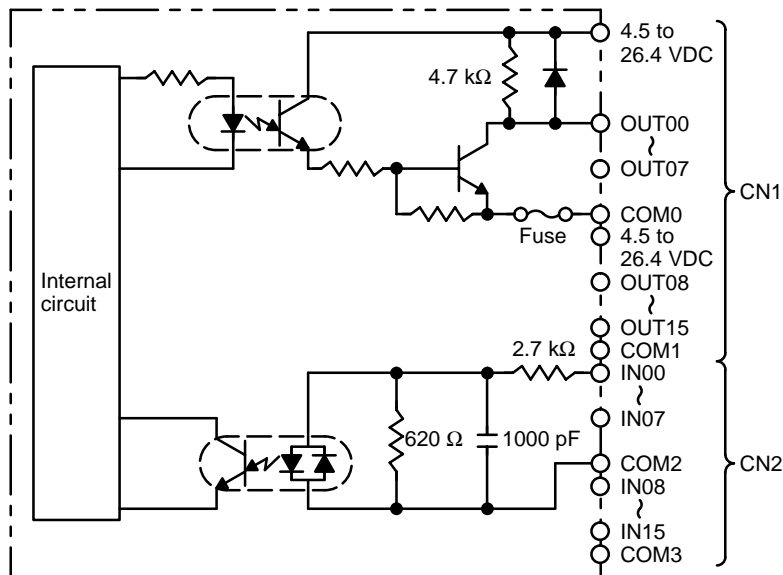 4.5 to
26.4 VDC
4.7 kΩ
OUT00
OUT07
CN1
COM0
Fuse
4.5 to
26.4 VDC
Internal
circuit
OUT08
OUT15
2.7 kΩ
COM1
IN00
IN07
620 Ω
1000 pF
COM2
CN2
IN08
IN15
COM3